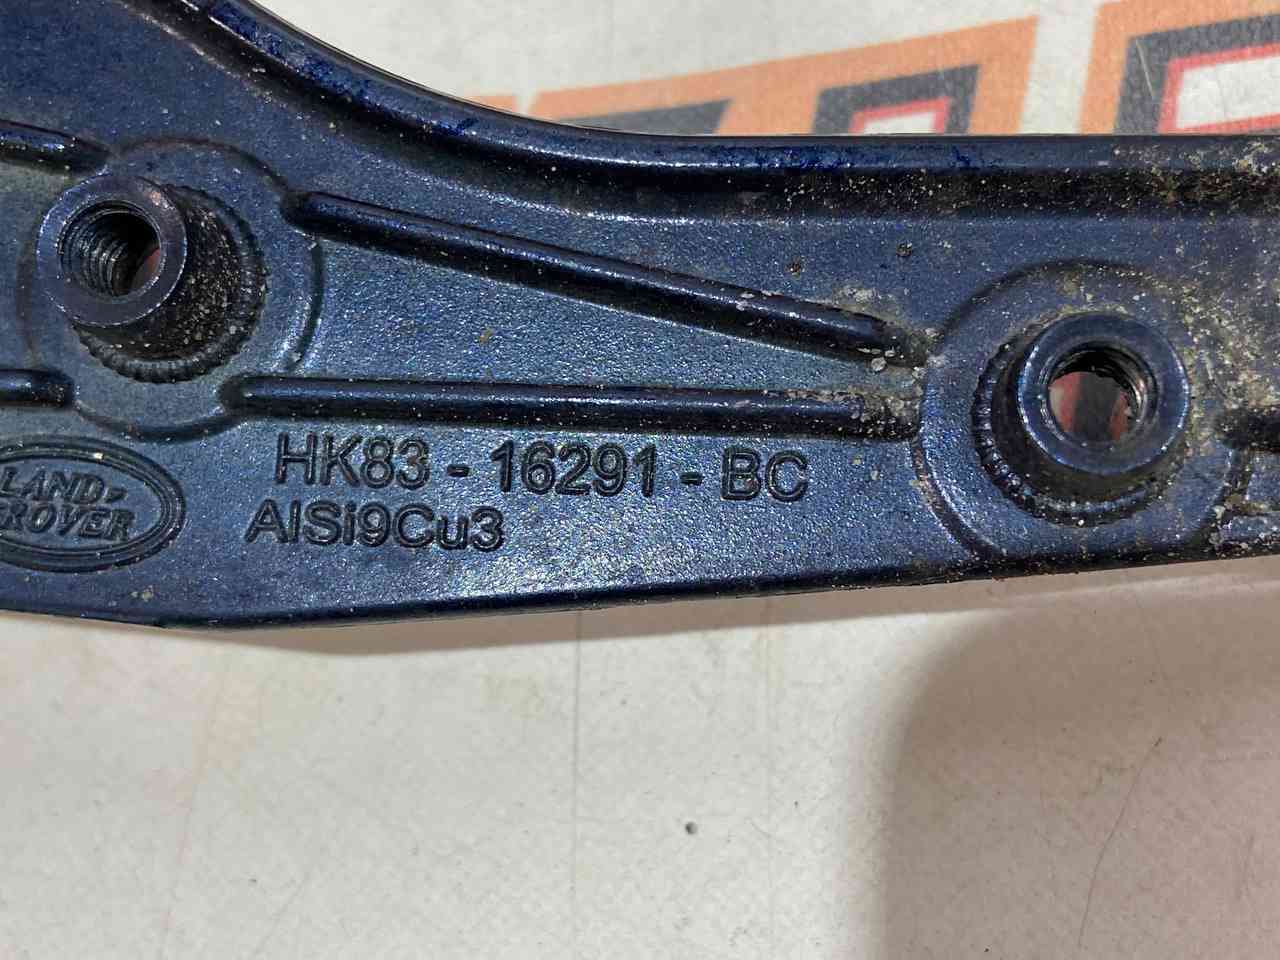 HK83 - 16291 - BC
LAND
ROVER
AlSi9Cu3